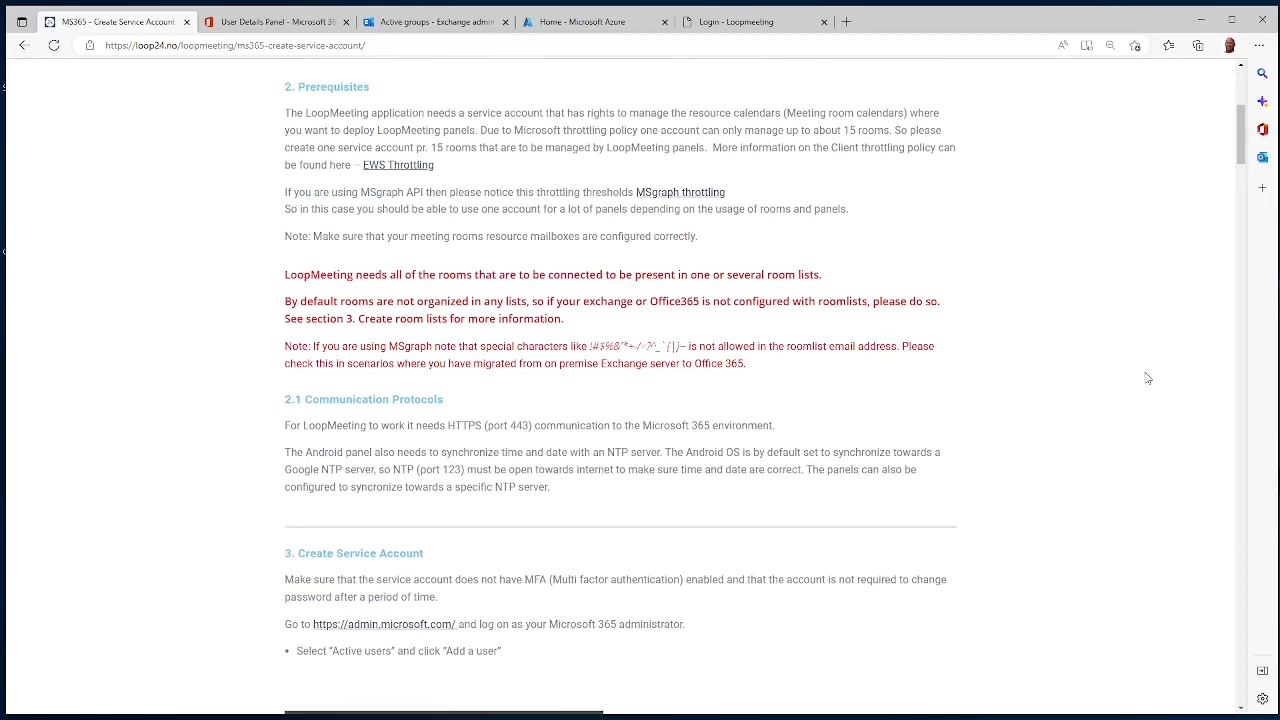 MS365 - Create Service Account
User Details Panel - Microsoft 36
Active groups - Exchange admin
Home - Microsoft Azure
Login - Loopmeeting
https://loop24.no/loopmeeting/ms365-create-service-account/
2. Prerequisites
The LoopMeeting application needs a service account that has rights to manage the resource calendars (Meeting room calendars) where
you want to deploy LoopMeeting panels. Due to Microsoft throttling policy one account can only manage up to about 15 rooms. So please
create one service account pr. 15 rooms that are to be managed by LoopMeeting panels. More information on the Client throttling policy can
be found here – EWS Throttling
If you are using MSgraph API then please notice this throttling thresholds MSgraph throttling
So in this case you should be able to use one account for a lot of panels depending on the usage of rooms and panels.
Note: Make sure that your meeting rooms resource mailboxes are configured correctly.
LoopMeeting needs all of the rooms that are to be connected to be present in one or several room lists.
By default rooms are not organized in any lists, so if your exchange or Office365 is not configured with roomlists, please do so.
See section 3. Create room lists for more information.
Note: If you are using MSgraph note that special characters like !#$%&'*+-/=?^_`{|}~ is not allowed in the roomlist email address. Please
check this in scenarios where you have migrated from on premise Exchange server to Office 365.
2.1 Communication Protocols
For LoopMeeting to work it needs HTTPS (port 443) communication to the Microsoft 365 environment.
The Android panel also needs to synchronize time and date with an NTP server. The Android OS is by default set to synchronize towards a
Google NTP server, so NTP (port 123) must be open towards internet to make sure time and date are correct. The panels can also be
configured to syncronize towards a specific NTP server.
3. Create Service Account
Make sure that the service account does not have MFA (Multi factor authentication) enabled and that the account is not required to change
password after a period of time.
Go to https://admin.microsoft.com/ and log on as your Microsoft 365 administrator.
• Select “Active users” and click “Add a user”